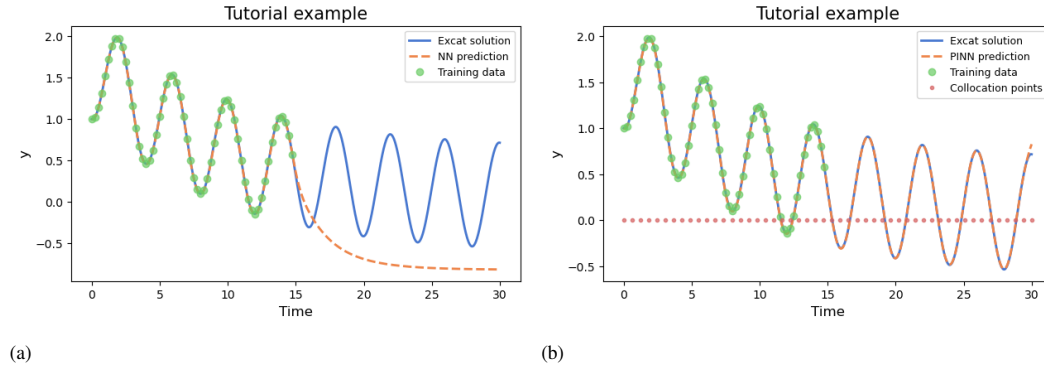 Tutorial example
Excat solution
NN prediction
Training data
y
2.0
1.5
1.0
0.5
0.0
−0.5
0 5 10 15 20 25 30
Time
(a)
Tutorial example
Excat solution
PINN prediction
Training data
Collocation points
y
2.0
1.5
1.0
0.5
0.0
−0.5
0 5 10 15 20 25 30
Time
(b)